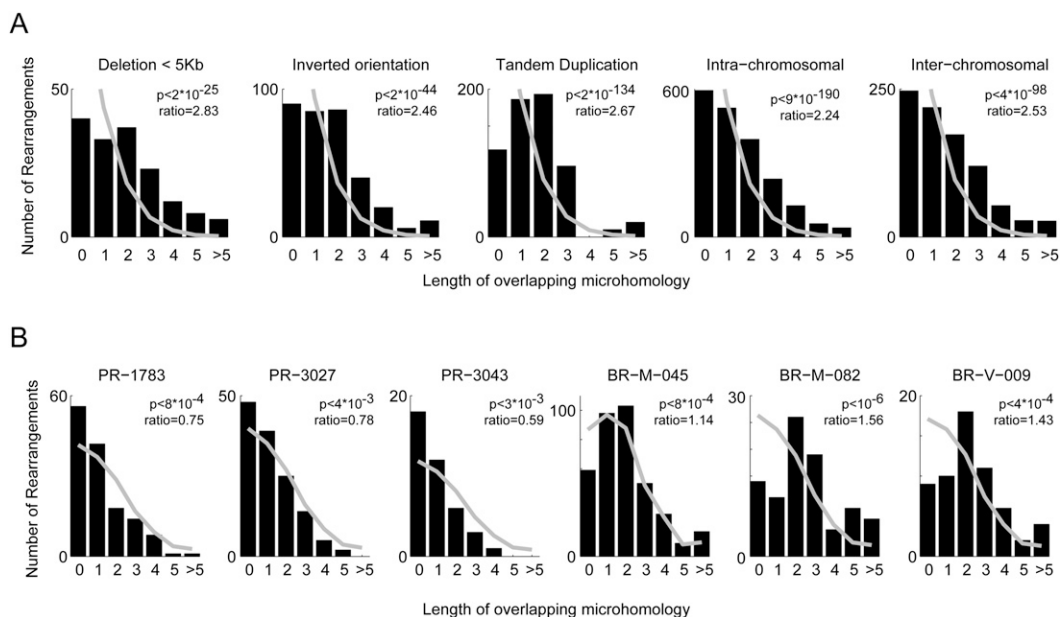 A
Deletion < 5Kb
50
0
p<2*10-25
ratio=2.83
0 1 2 3 4 5 >5
Inverted orientation
100
0
p<2*10-44
ratio=2.46
0 1 2 3 4 5 >5
Tandem Duplication
200
0
p<2*10-134
ratio=2.67
0 1 2 3 4 5 >5
Intra-chromosomal
600
0
p<9*10-190
ratio=2.24
0 1 2 3 4 5 >5
Inter-chromosomal
250
0
p<4*10-98
ratio=2.53
0 1 2 3 4 5 >5
Number of Rearrangements
Length of overlapping microhomology
B
PR-1783
60
0
p<8*10-4
ratio=0.75
0 1 2 3 4 5 >5
PR-3027
50
0
p<4*10-3
ratio=0.78
0 1 2 3 4 5 >5
PR-3043
20
0
p<3*10-3
ratio=0.59
0 1 2 3 4 5 >5
BR-M-045
100
0
p<8*10-4
ratio=1.14
0 1 2 3 4 5 >5
BR-M-082
30
0
p<10-6
ratio=1.56
0 1 2 3 4 5 >5
BR-V-009
20
0
p<4*10-4
ratio=1.43
0 1 2 3 4 5 >5
Number of Rearrangements
Length of overlapping microhomology